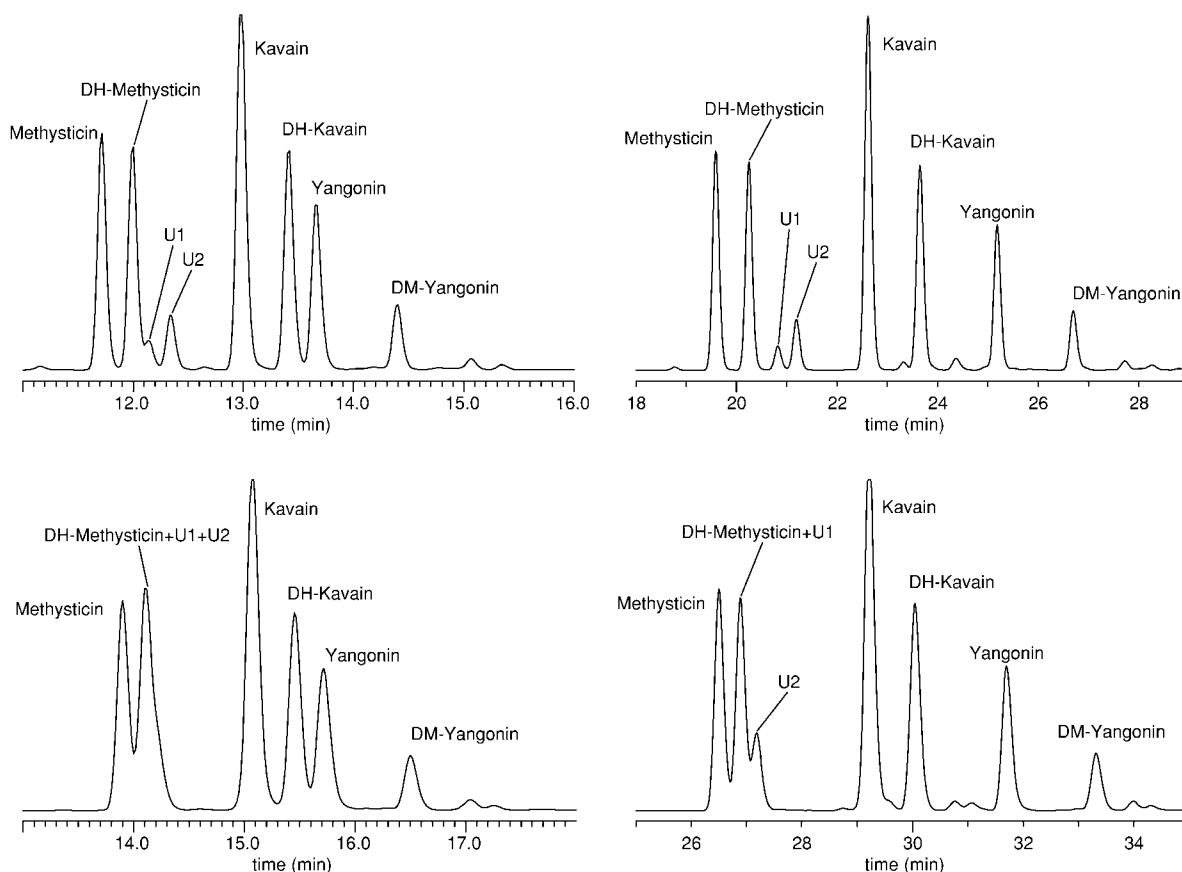 Kavain
DH-Methysticin
Methysticin
DH-Kavain
Yangonin
U1
U2
DM-Yangonin
12.0 13.0 14.0 15.0 16.0
time (min)
Kavain
DH-Methysticin
Methysticin
DH-Kavain
Yangonin
U1
U2
DM-Yangonin
18 20 22 24 26 28
time (min)
Kavain
DH-Methysticin+U1+U2
Methysticin
DH-Kavain
Yangonin
DM-Yangonin
14.0 15.0 16.0 17.0
time (min)
Kavain
DH-Methysticin+U1
Methysticin
DH-Kavain
Yangonin
U2
DM-Yangonin
26 28 30 32 34
time (min)